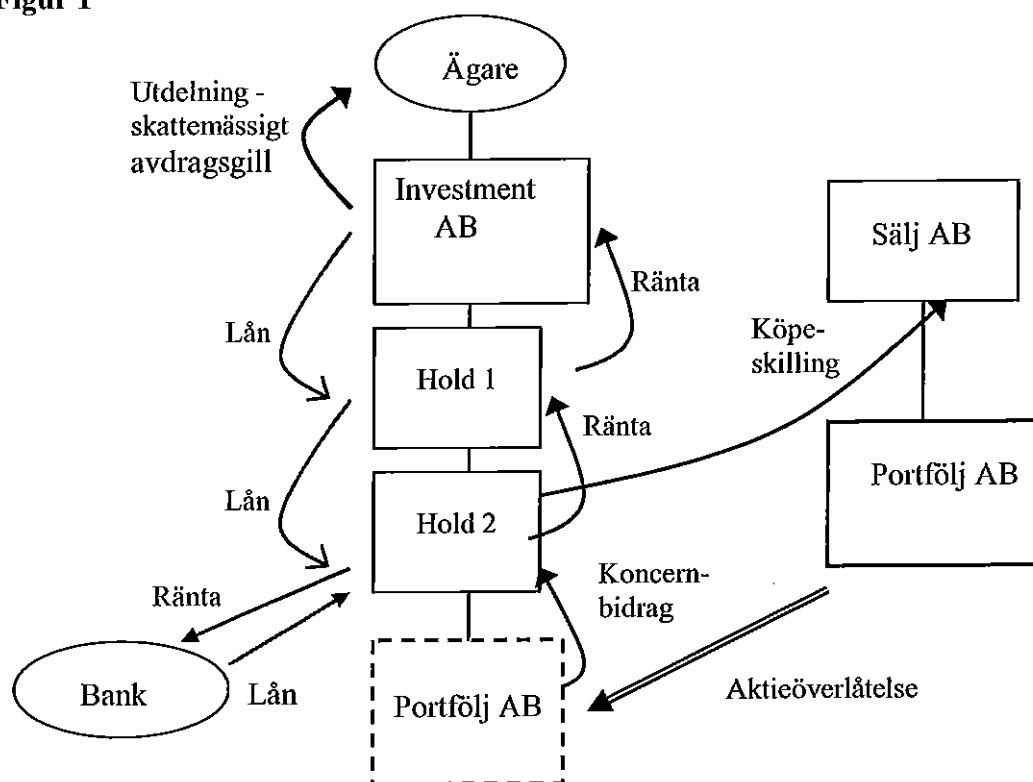 Figur 1
Ägare
Utdelning -
skattemässigt
avdragsgill
Investment
AB
Sälj AB
Ränta
Lån
Köpe-
skilling
Hold 1
Ränta
Portfölj AB
Lån
Hold 2
Koncern-
bidrag
Ränta
Bank
Lån
Portfölj AB
Aktieöverlåtelse